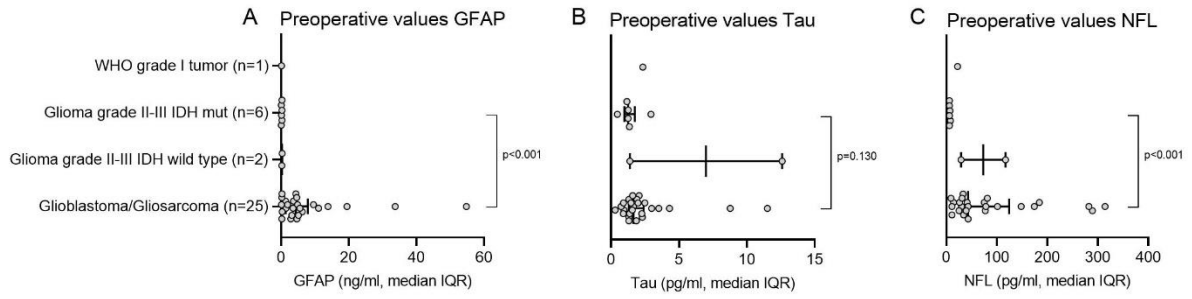 A Preoperative values GFAP
WHO grade I tumor (n=1)
Glioma grade II-III IDH mut (n=6)
Glioma grade II-III IDH wild type (n=2)
Glioblastoma/Gliosarcoma (n=25)
p<0.001
0 20 40 60
GFAP (ng/ml, median IQR)
B Preoperative values Tau
p=0.130
0 5 10 15
Tau (pg/ml, median IQR)
C Preoperative values NFL
p<0.001
0 100 200 300 400
NFL (pg/ml, median IQR)